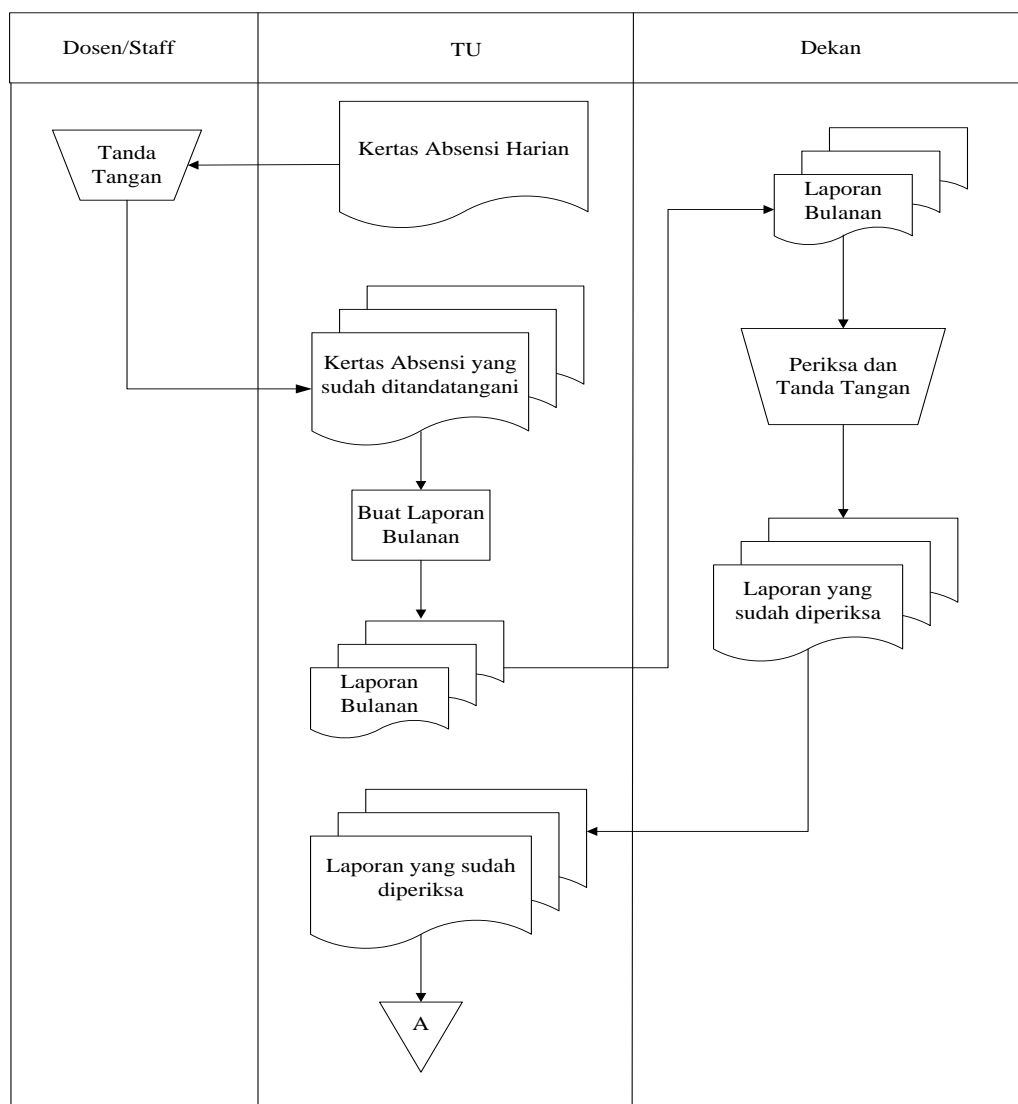 Dosen/Staff
TU
Dekan
Kertas Absensi Harian
Tanda
Tangan
Laporan
Bulanan
Kertas Absensi yang
sudah ditandatangani
Periksa dan
Tanda Tangan
Buat Laporan
Bulanan
Laporan yang
sudah diperiksa
Laporan
Bulanan
Laporan yang sudah
diperiksa
A